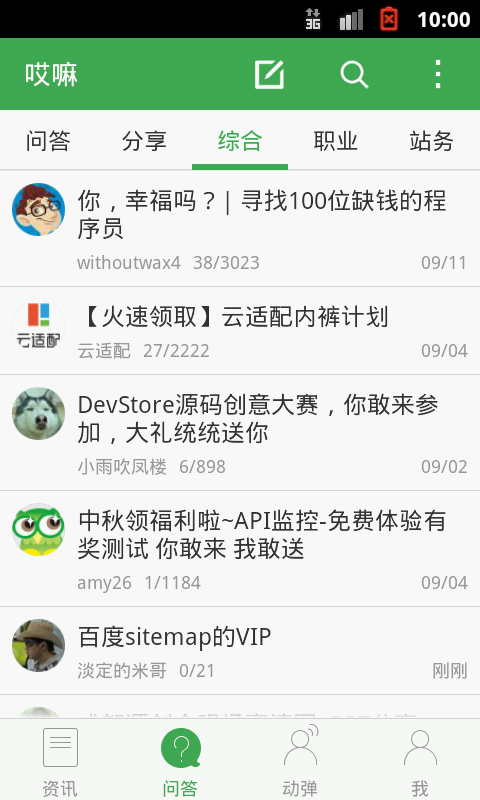 3G 10:00
哎嘛
问答 分享 综合 职业 站务
你，幸福吗？| 寻找100位缺钱的程
序员
withoutwax4 38/3023 09/11
【火速领取】云适配内裤计划
云适配
云适配 27/2222 09/04
DevStore源码创意大赛，你敢来参
加，大礼统统送你
小雨吹凤楼 6/898 09/02
中秋领福利啦~API监控-免费体验有
奖测试 你敢来 我敢送
amy26 1/1184 09/04
百度sitemap的VIP
淡定的米哥 0/21 刚刚
资讯 问答 动弹 我